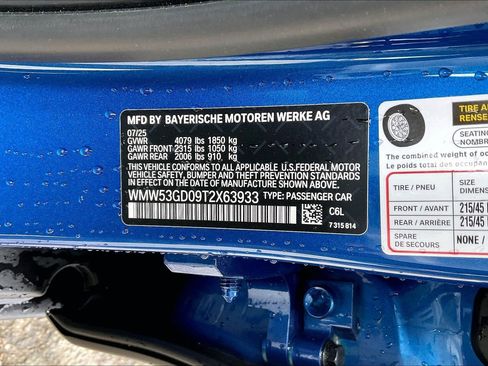 MFD BY BAYERISCHE MOTOREN WERKE AG
07/25
GVWR 4079 lbs 1850 kg
GAWR FRONT 2315 lbs 1050 kg
GAWR REAR 2006 lbs 910 kg
THIS VEHICLE CONFORMS TO ALL APPLICABLE U.S.FEDERAL MOTOR
VEHICLE SAFETY, BUMPER, AND THEFT PREVENTION STANDARDS
IN EFFECT ON THE DATE OF MANUFACTURE SHOWN ABOVE.
WMW53GD09T2X63933 TYPE: PASSENGER CAR
C6L
7 315 814
TIRE
RENSE
SEATING
NOMBR
The combined weight of occup
Le poids total des occupants
TIRE / PNEU SIZE
DIMENS
FRONT / AVANT 215/45
REAR / ARRIÈRE 215/45
SPARE
DE SECOURS NONE /